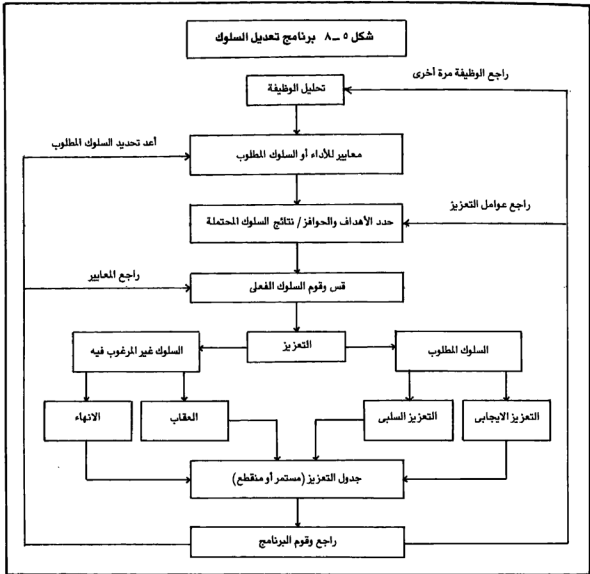 شكل ٥ _ ٨ برنامج تعديل السلوك
راجع الوظيفة مرة أخرى
تحليل الوظيفة
أعد تحديد السلوك المطلوب
معايير للأداء أو السلوك المطلوب
راجع عوامل التعزيز
حدد الأهداف والحوافز / نتائج السلوك المحتملة
راجع المعايير
قس وقوم السلوك الفعلى
السلوك المطلوب
التعزيز
السلوك غير المرغوب فيه
التعزيز الايجابى
التعزيز السلبى
العقاب
الانهاء
جدول التعزيز (مستمر أو منقطع)
راجع وقوم البرنامج